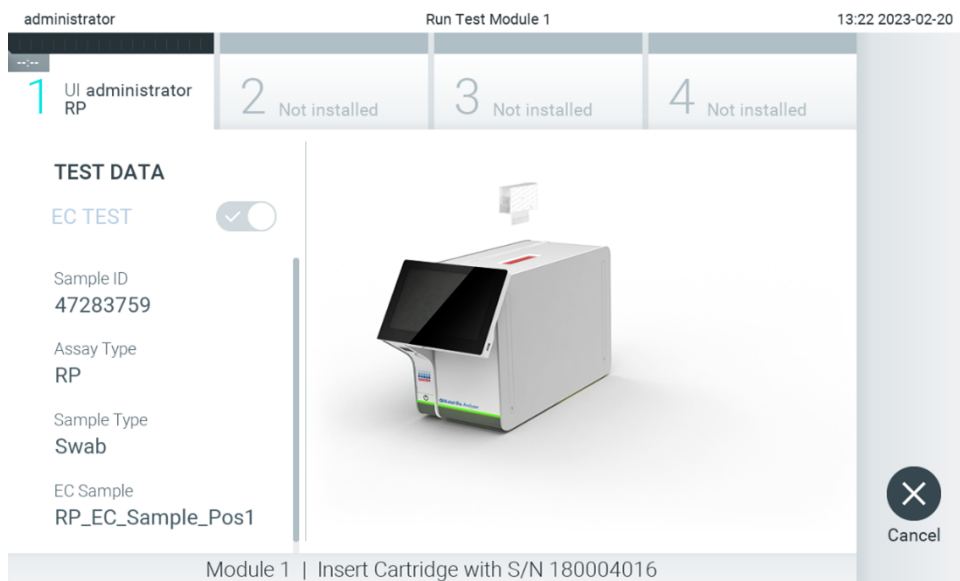 administrator
Run Test Module 1
13:22 2023-02-20
--:--
1 UI administrator
RP
2 Not installed
3 Not installed
4 Not installed
TEST DATA
EC TEST
Sample ID
47283759
Assay Type
RP
Sample Type
Swab
EC Sample
RP_EC_Sample_Pos1
Cancel
Module 1 | Insert Cartridge with S/N 180004016